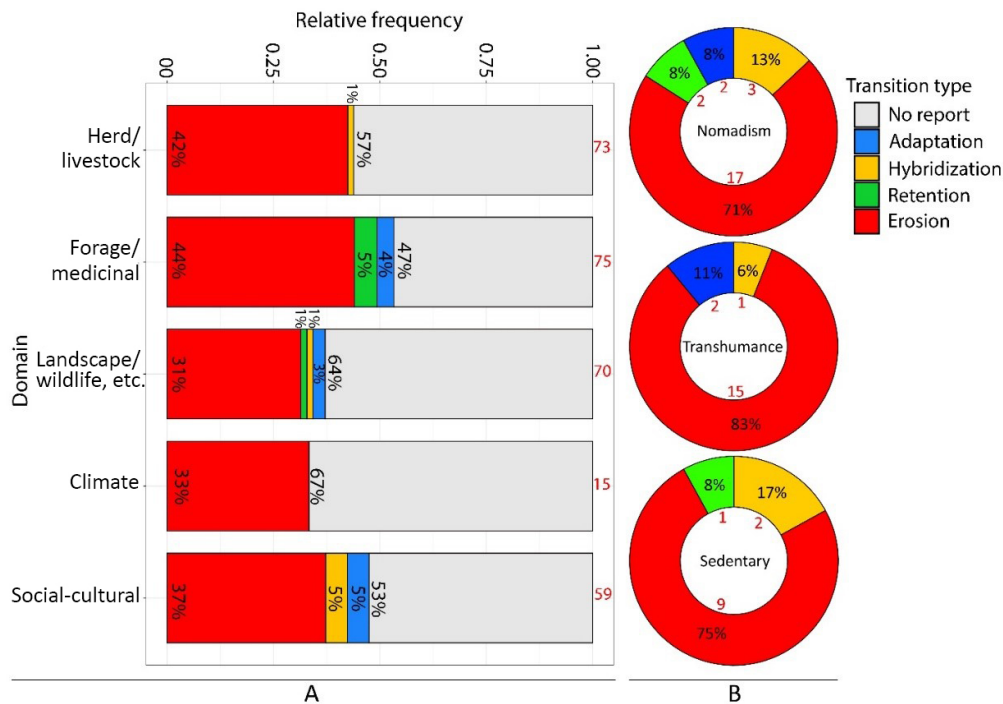 Relative frequency
00
0.25
0.50
0.75
1.00
Domain
Herd/
livestock
42%
1%
57%
73
Forage/
medicinal
44%
5%
4%
47%
75
Landscape/
wildlife, etc.
31%
1%
1%
3%
64%
70
Climate
33%
67%
15
Social-cultural
37%
5%
5%
53%
59
A
8%
13%
8%
2
3
2
Nomadism
17
71%
11%
6%
2
1
Transhumance
15
83%
8%
17%
1
2
Sedentary
9
75%
B
Transition type
No report
Adaptation
Hybridization
Retention
Erosion